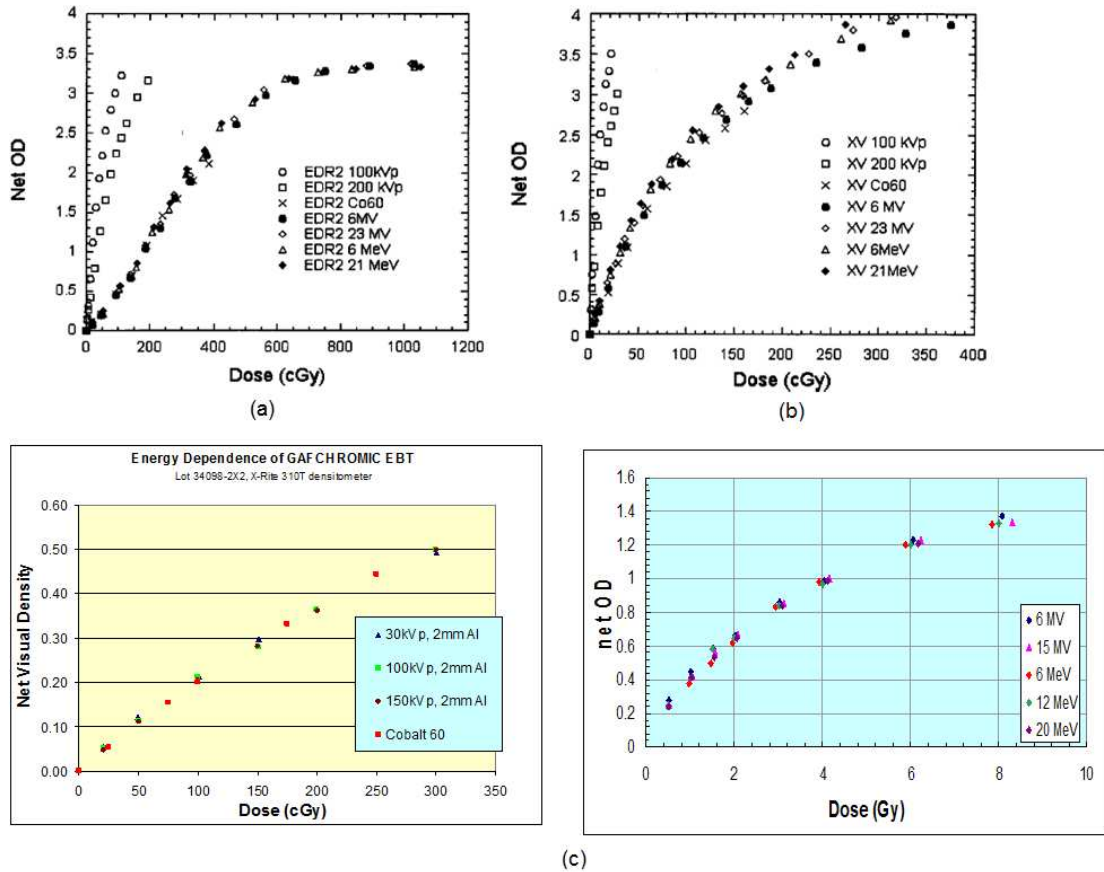 4
3.5
3
2.5
2
1.5
1
0.5
0
Net OD
EDR2 100kVp
EDR2 200 kVp
EDR2 Co60
EDR2 6MV
EDR2 23 MV
EDR2 6 MeV
EDR2 21 MeV
0 200 400 600 800 1000 1200
Dose (cGy)
(a)
4
3.5
3
2.5
2
1.5
1
0.5
0
Net OD
XV 100 kVp
XV 200 kVp
XV Co60
XV 6 MV
XV 23 MV
XV 6MeV
XV 21MeV
0 50 100 150 200 250 300 350 400
Dose (cGy)
(b)
Energy Dependence of GAFCHROMIC EBT
Lot 34098-2X2, X-Rite 310T densitometer
0.60
0.50
0.40
0.30
0.20
0.10
0.00
Net Visual Density
30kVp, 2mm Al
100kVp, 2mm Al
150kVp, 2mm Al
Cobalt 60
0 50 100 150 200 250 300 350
Dose (cGy)
1.6
1.4
1.2
1
0.8
0.6
0.4
0.2
0
net OD
6 MV
15 MV
6 MeV
12 MeV
20 MeV
0 2 4 6 8 10
Dose (Gy)
(c)